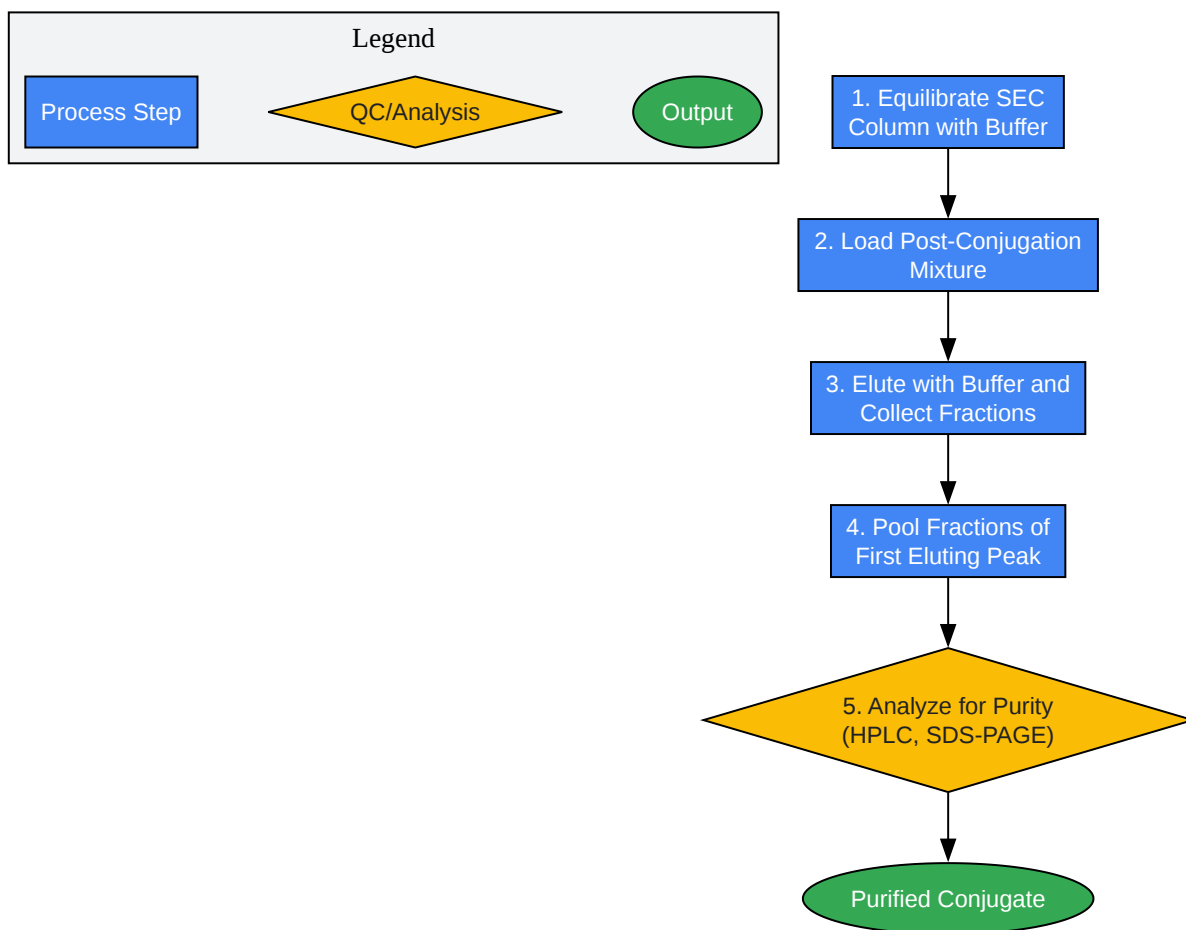 Legend
Process Step
QC/Analysis
Output
1. Equilibrate SEC
Column with Buffer
2. Load Post-Conjugation
Mixture
3. Elute with Buffer and
Collect Fractions
4. Pool Fractions of
First Eluting Peak
5. Analyze for Purity
(HPLC, SDS-PAGE)
Purified Conjugate